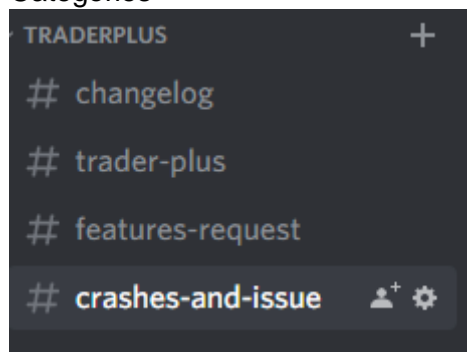 TRADERPLUS
# changelog
# trader-plus
# features-request
# crashes-and-issue